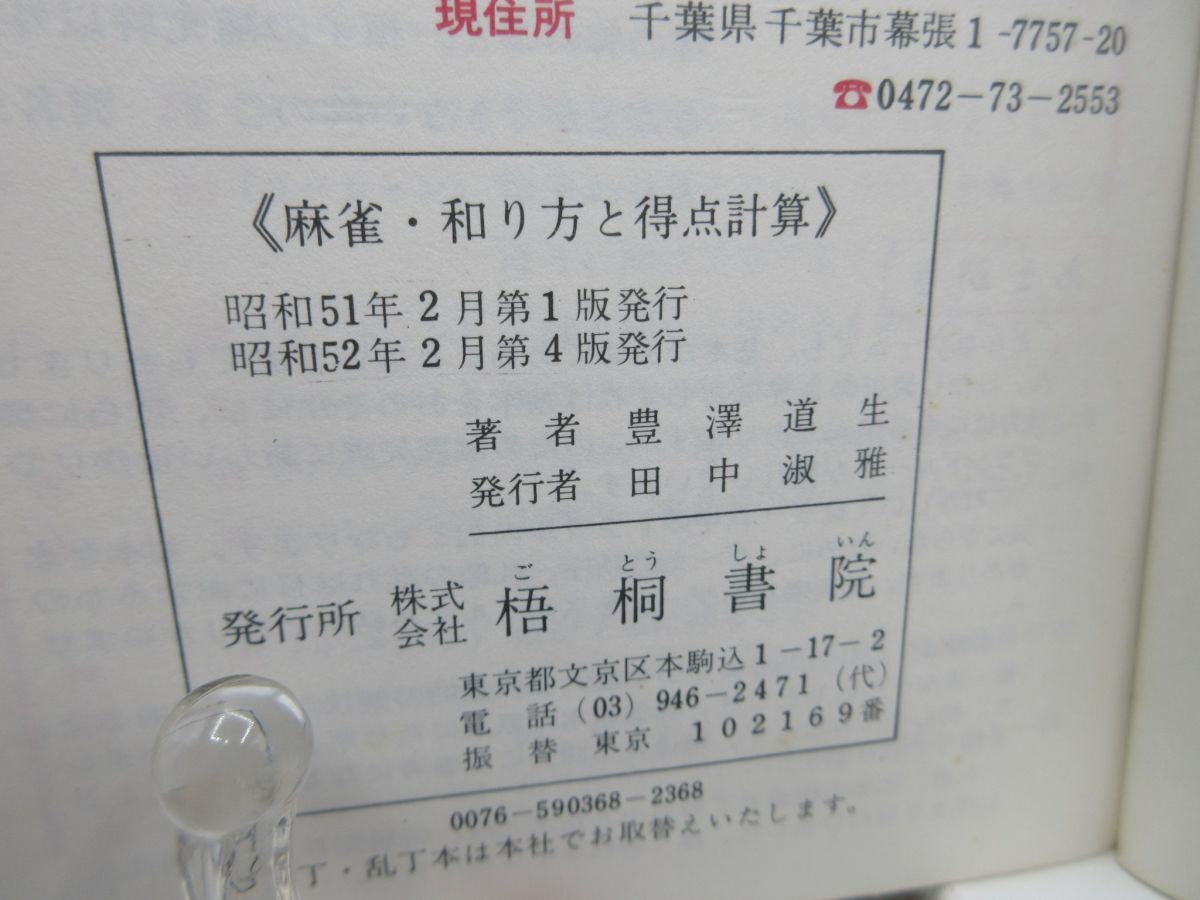 現住所 千葉県千葉市幕張1-7757-20
☎0472-73-2553
《麻雀・和り方と得点計算》
昭和51年2月第1版発行
昭和52年2月第4版発行
著者 豊澤道生
発行者 田中淑雅
発行所 株式会社 梧桐書院
ご とう しょ いん
東京都文京区本駒込1-17-2
電話(03)946-2471(代)
振替 東京 102169番
0076-590368-2368
丁・乱丁本は本社でお取替えいたします。